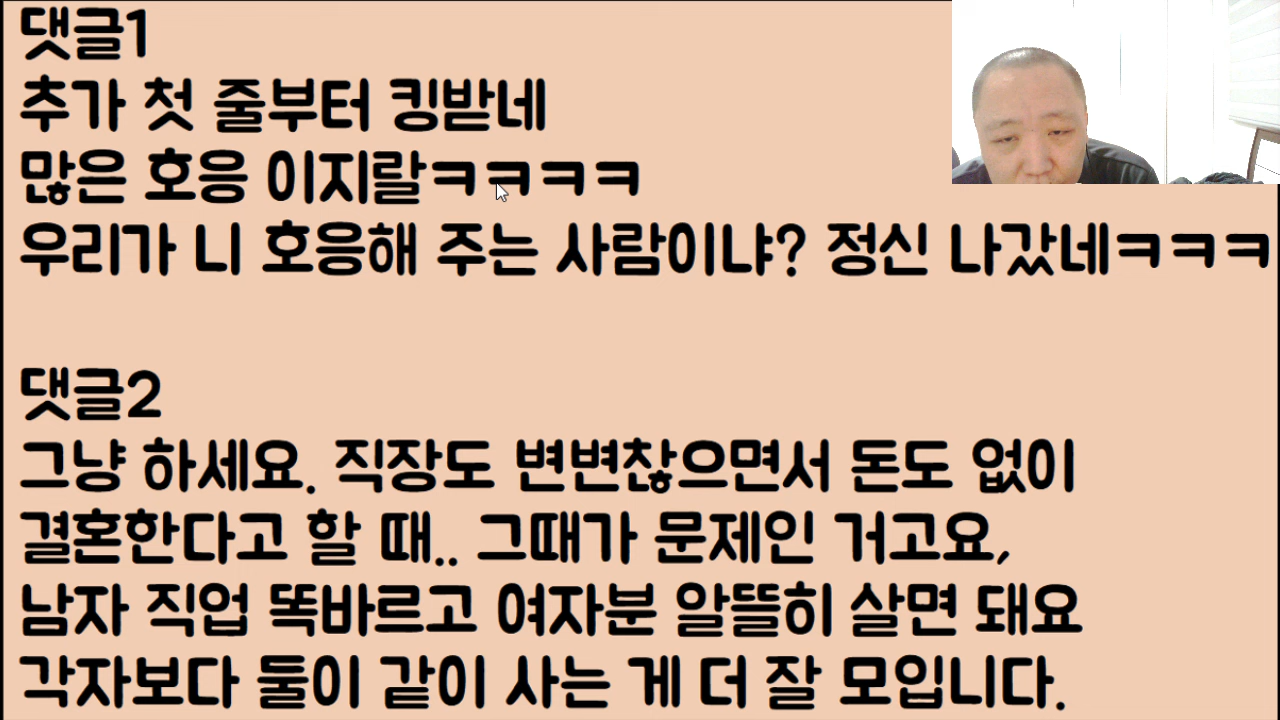 댓글1
추가 첫 줄부터 킹받네
많은 호응 이지랄ㅋㅋㅋㅋ
우리가 니 호응해 주는 사람이냐? 정신 나갔네ㅋㅋㅋ
댓글2
그냥 하세요. 직장도 변변찮으면서 돈도 없이
결혼한다고 할 때.. 그때가 문제인 거고요,
남자 직업 똑바르고 여자분 알뜰히 살면 돼요
각자보다 둘이 같이 사는 게 더 잘 모입니다.